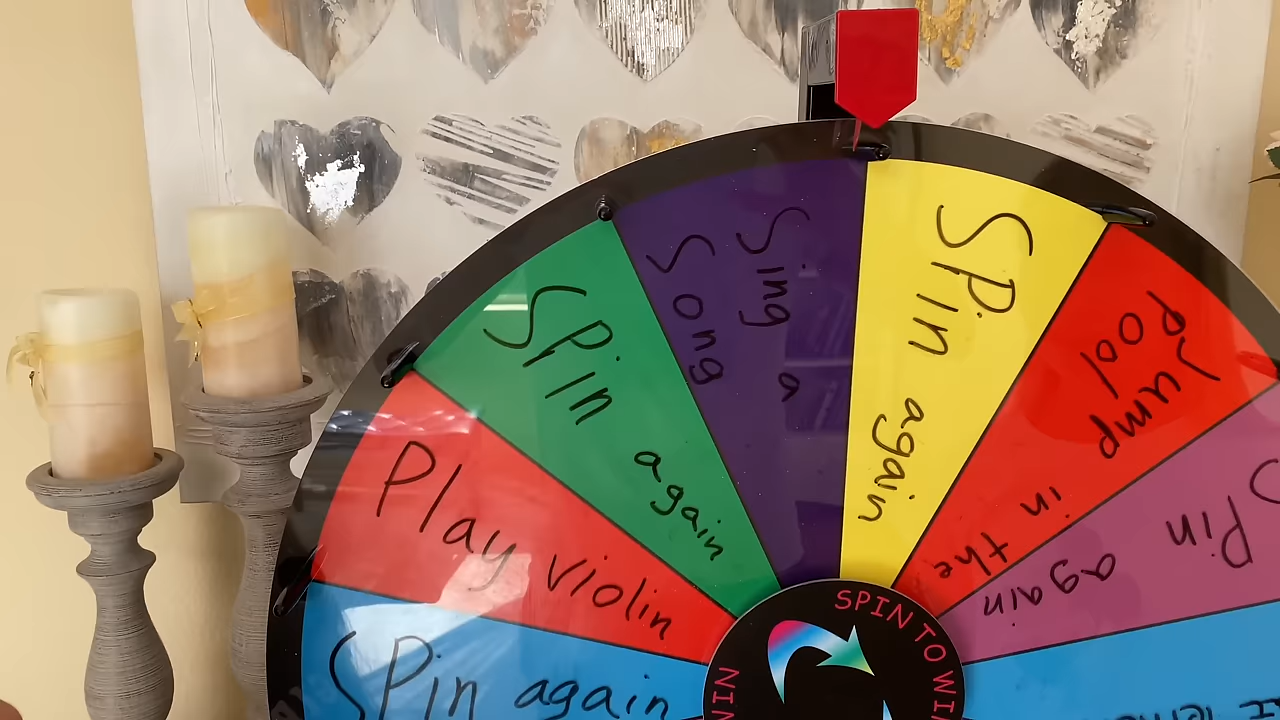 Spin again
Play violin
Spin again
Sing a
Song
Spin again
Jump in the
Pool
Spin again
SPIN TO WIN